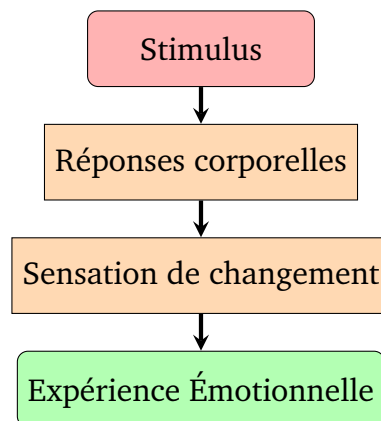 Stimulus
Réponses corporelles
Sensation de changement
Expérience Émotionnelle